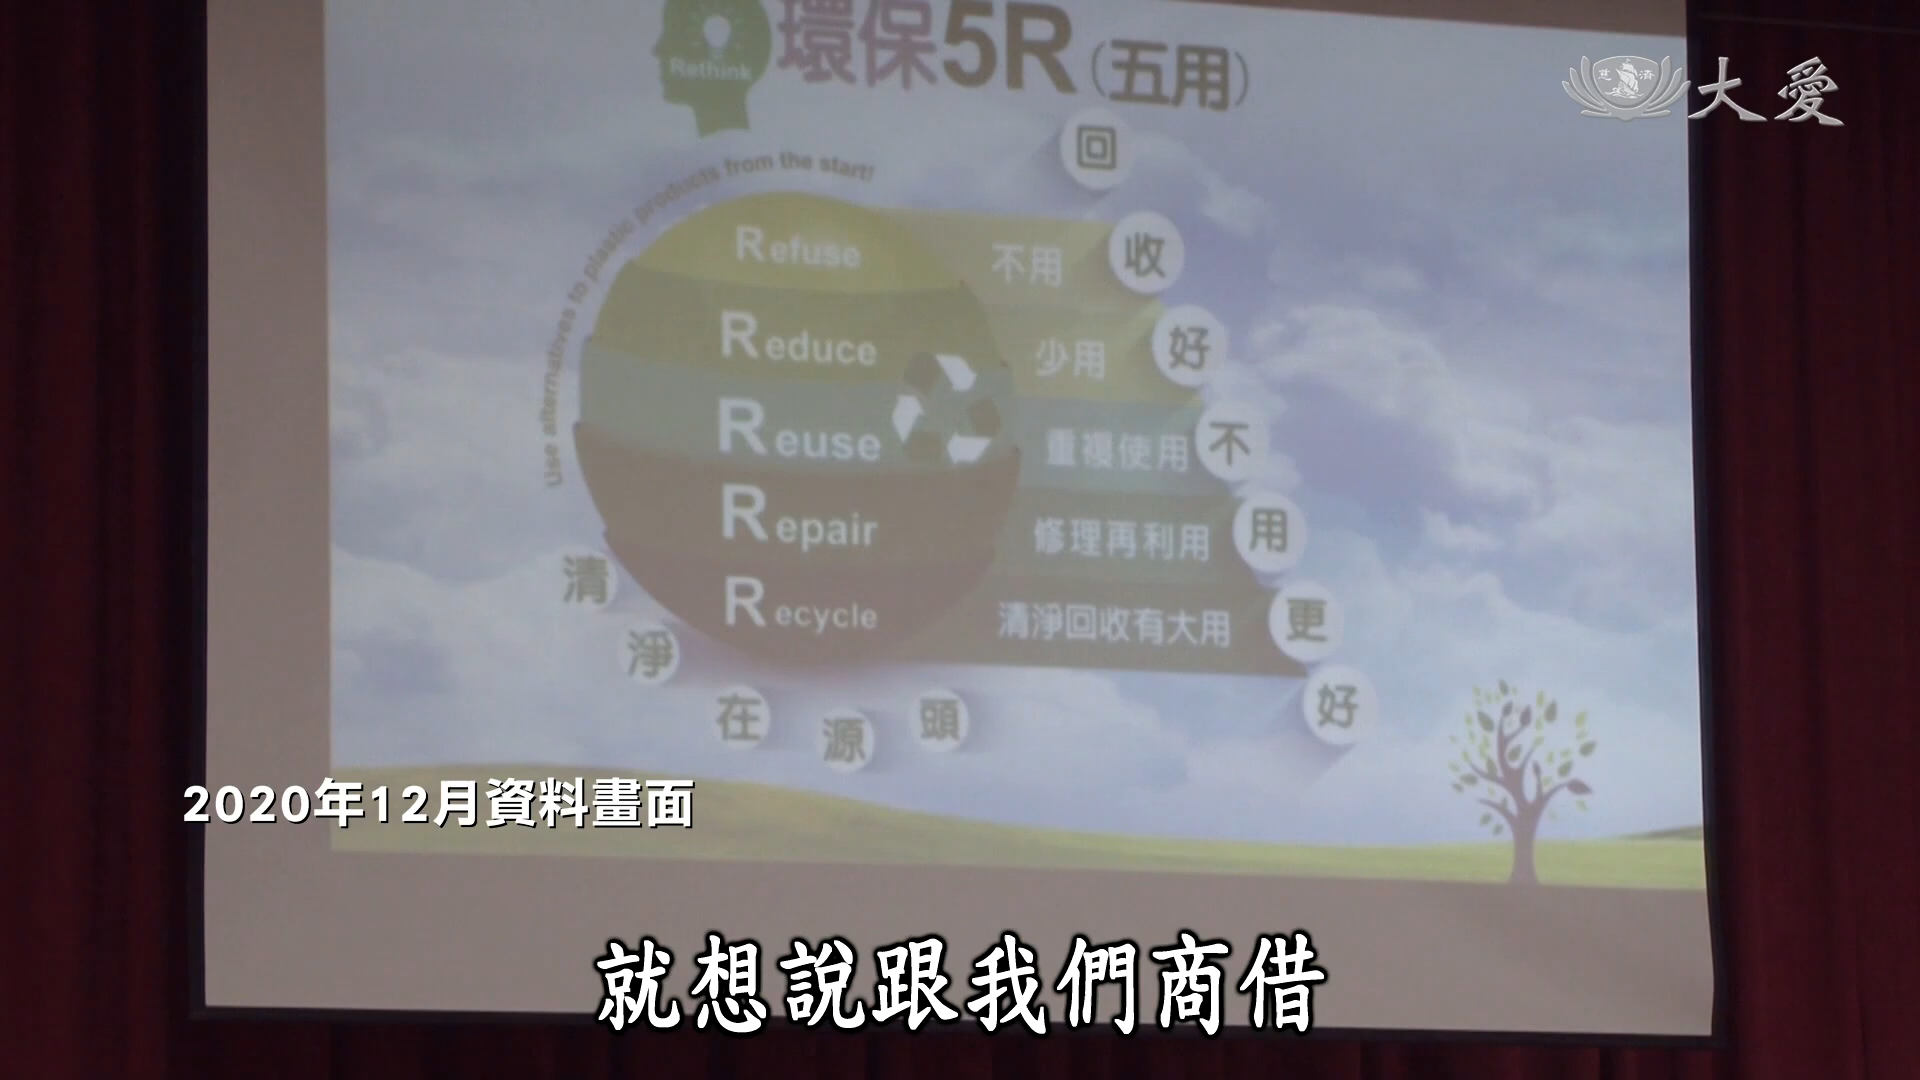 Rethink
環保5R(五用)
慈濟
大愛
Use alternatives to plastic products from the start!
回收好不用更好
Refuse 不用
Reduce 少用
Reuse 重複使用
Repair 修理再利用
Recycle 清淨回收有大用
清淨在源頭
2020年12月資料畫面
就想說跟我們商借